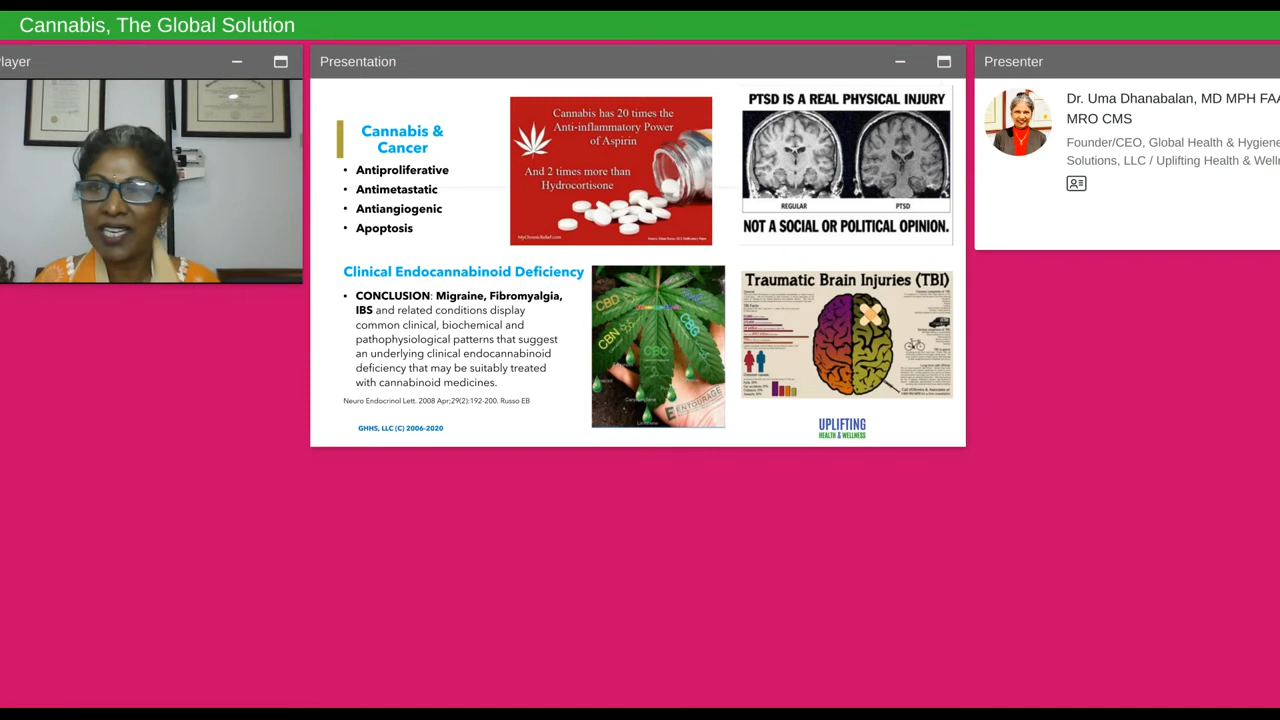 Cannabis, The Global Solution
layer
Presentation
Presenter
Dr. Uma Dhanabalan, MD MPH FAA
MRO CMS
Founder/CEO, Global Health & Hygiene
Solutions, LLC / Uplifting Health & Welln
Cannabis &
Cancer
• Antiproliferative
• Antimetastatic
• Antiangiogenic
• Apoptosis
Cannabis has 20 times the
Anti-inflammatory Power
of Aspirin
And 2 times more than
Hydrocortisone
MyChronicRelief.com
PTSD IS A REAL PHYSICAL INJURY
REGULAR
PTSD
NOT A SOCIAL OR POLITICAL OPINION.
Clinical Endocannabinoid Deficiency
• CONCLUSION: Migraine, Fibromyalgia,
IBS and related conditions display
common clinical, biochemical and
pathophysiological patterns that suggest
an underlying clinical endocannabinoid
deficiency that may be suitably treated
with cannabinoid medicines.
Neuro Endocrinol Lett. 2008 Apr;29(2):192-200. Russo EB
GHHS, LLC (C) 2006-2020
CBD
CBN
CBG
ENTOURAGE
Traumatic Brain Injuries (TBI)
UPLIFTING
HEALTH & WELLNESS